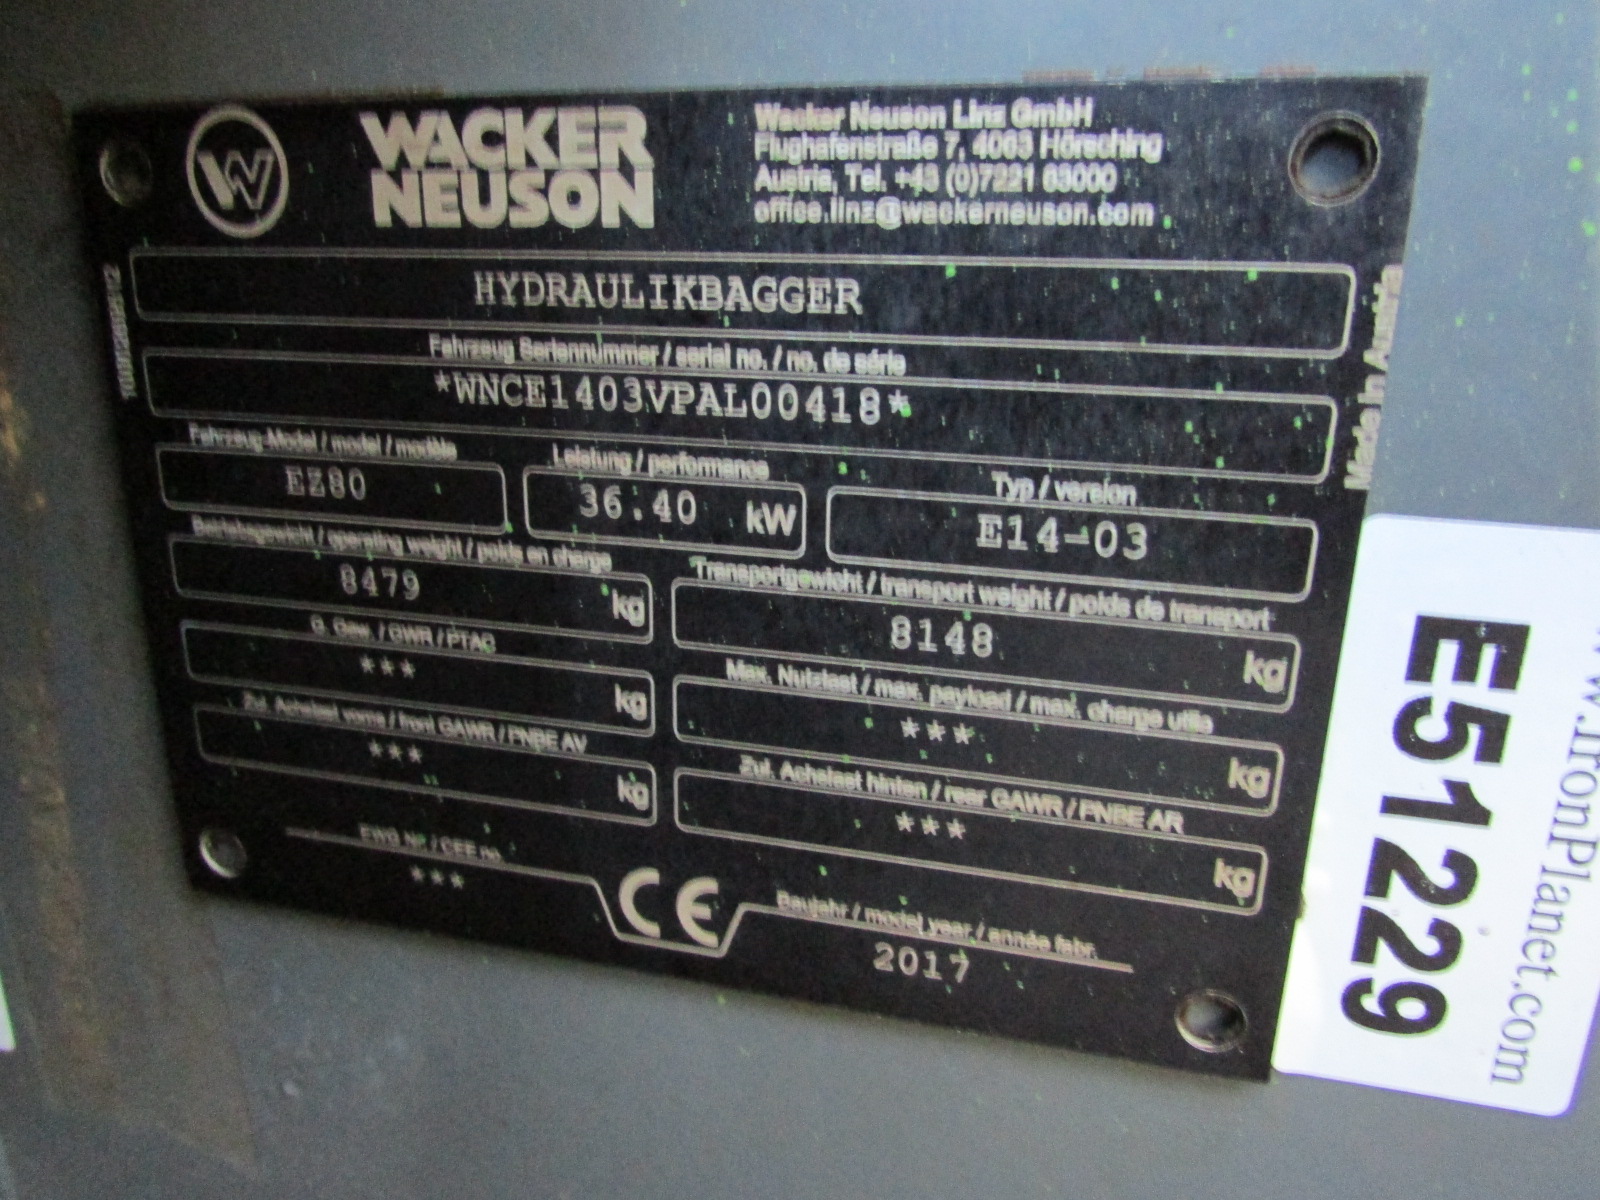 WACKER
NEUSON
Wacker Neuson Linz GmbH
Flughafenstraße 7, 4063 Hörsching
Austria, Tel. +43 (0)7221 63000
office.linz@wackerneuson.com
HYDRAULIKBAGGER
Fahrzeug Seriennummer / serial no. / no. de série
*WNCE1403VPAL00418*
Fahrzeug-Model / model / modèle
EZ80
Leistung / performance
36.40 kW
Typ / version
E14-03
Betriebsgewicht / operating weight / poids en charge
8479 kg
Transportgewicht / transport weight / poids de transport
8148 kg
G. Gew. / GWR / PTAC
*** kg
Max. Nutzlast / max. payload / max. charge utile
*** kg
Zul. Achslast vorne / front GAWR / PNBE AV
*** kg
Zul. Achslast hinten / rear GAWR / PNBE AR
*** kg
EWG Nr / CEE no.
***
CE
Baujahr / model year / année fabr.
2017
Made in Austria
E51229
.IronPlanet.com